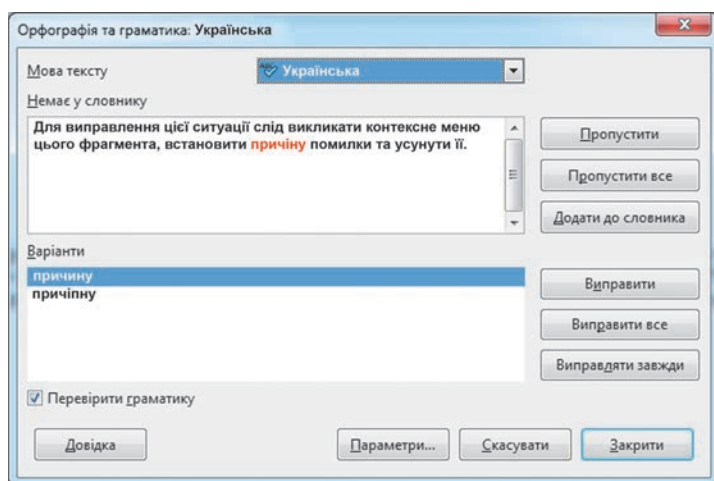 Орфографія та граматика: Українська
Мова тексту
Українська
Немає у словнику
Для виправлення цієї ситуації слід викликати контексне меню
цього фрагмента, встановити причіну помилки та усунути її.
Пропустити
Пропустити все
Додати до словника
Варіанти
причину
причіпну
Виправити
Виправити все
Виправляти завжди
Перевірити граматику
Довідка
Параметри...
Скасувати
Закрити